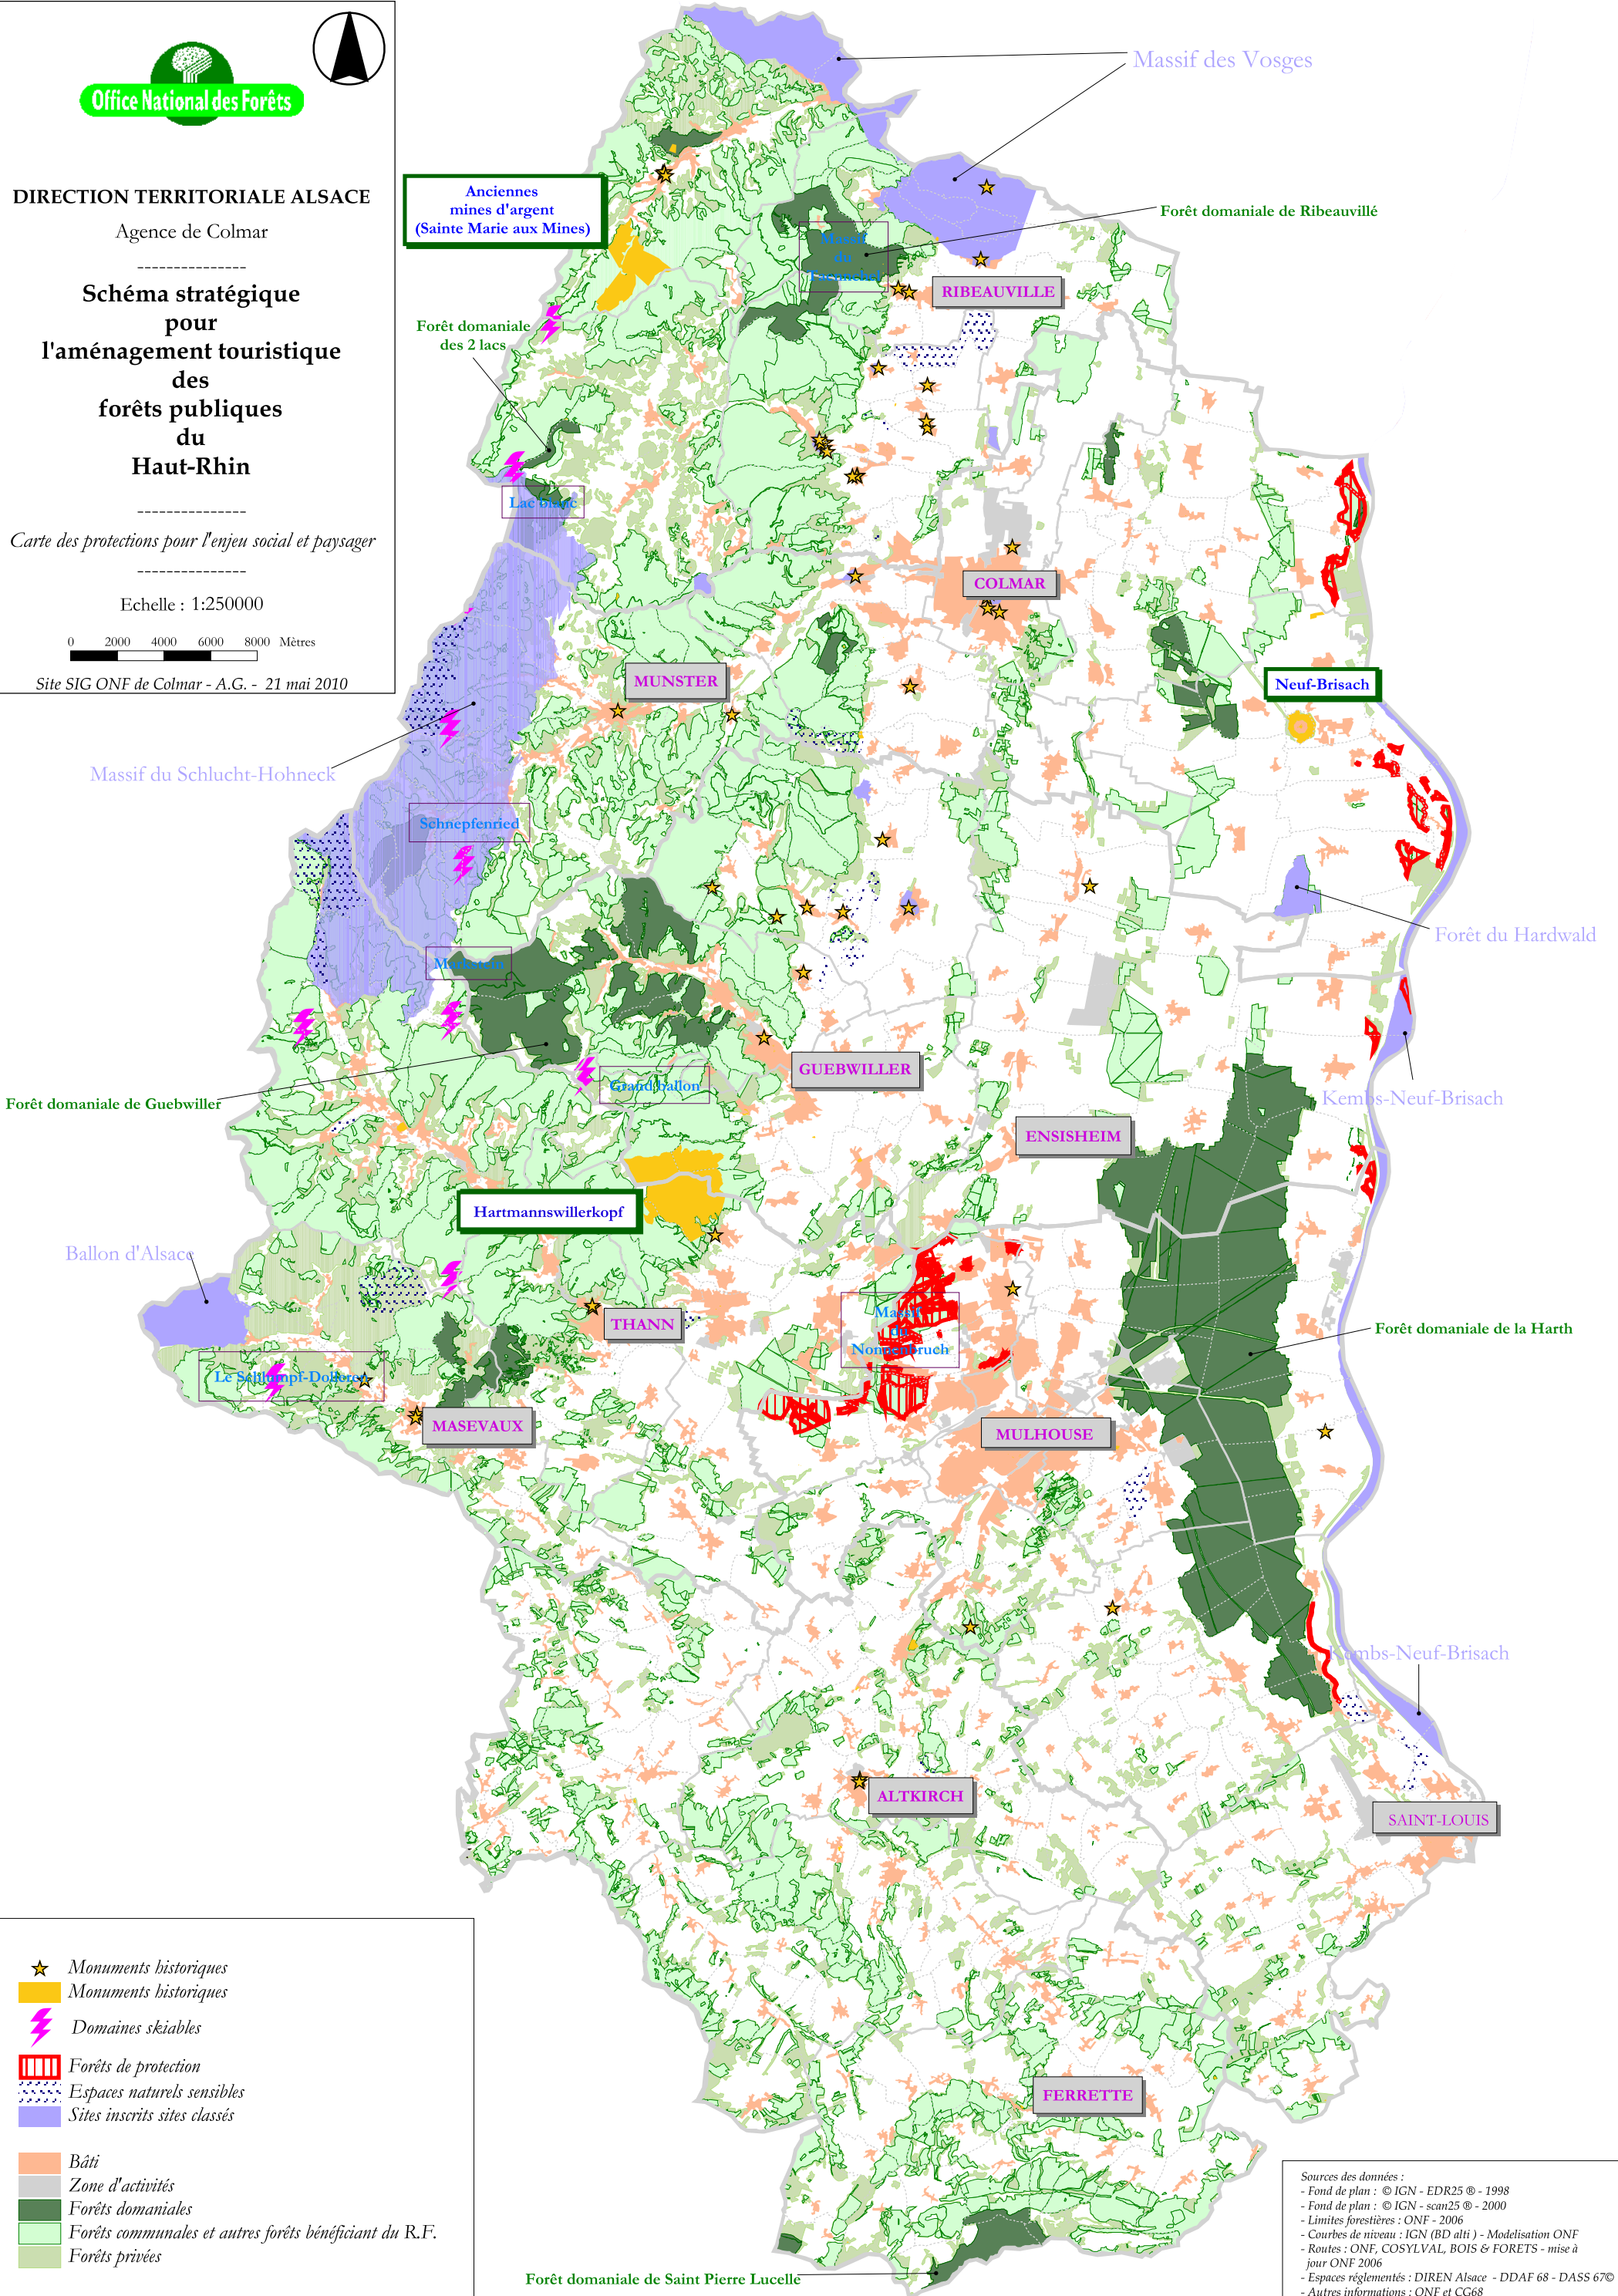 Office National des Forêts
DIRECTION TERRITORIALE ALSACE
Agence de Colmar
---------------
Schéma stratégique
pour
l'aménagement touristique
des
forêts publiques
du
Haut-Rhin
---------------
Carte des protections pour l'enjeu social et paysager
---------------
Echelle : 1:250000
0 2000 4000 6000 8000 Mètres
Site SIG ONF de Colmar - A.G. - 21 mai 2010
Massif des Vosges
Anciennes
mines d'argent
(Sainte Marie aux Mines)
Forêt domaniale de Ribeauvillé
Massif
du
Taennchel
RIBEAUVILLE
Forêt domaniale
des 2 lacs
Lac blanc
COLMAR
MUNSTER
Neuf-Brisach
Massif du Schlucht-Hohneck
Schnepfenried
Forêt du Hardwald
Markstein
GUEBWILLER
Grand ballon
Forêt domaniale de Guebwiller
Kembs-Neuf-Brisach
ENSISHEIM
Hartmannswillerkopf
Ballon d'Alsace
THANN
Massif
du
Nonnenbruch
Forêt domaniale de la Harth
Le Schlumpf-Dolleren
MASEVAUX
MULHOUSE
Kembs-Neuf-Brisach
ALTKIRCH
SAINT-LOUIS
FERRETTE
Forêt domaniale de Saint Pierre Lucelle
Monuments historiques
Monuments historiques
Domaines skiables
Forêts de protection
Espaces naturels sensibles
Sites inscrits sites classés
Bâti
Zone d'activités
Forêts domaniales
Forêts communales et autres forêts bénéficiant du R.F.
Forêts privées
Sources des données :
- Fond de plan : © IGN - EDR25 ® - 1998
- Fond de plan : © IGN - scan25 ® - 2000
- Limites forestières : ONF - 2006
- Courbes de niveau : IGN (BD alti ) - Modelisation ONF
- Routes : ONF, COSYLVAL, BOIS & FORETS - mise à
jour ONF 2006
- Espaces réglementés : DIREN Alsace - DDAF 68 - DASS 67©
- Autres informations : ONF et CG68